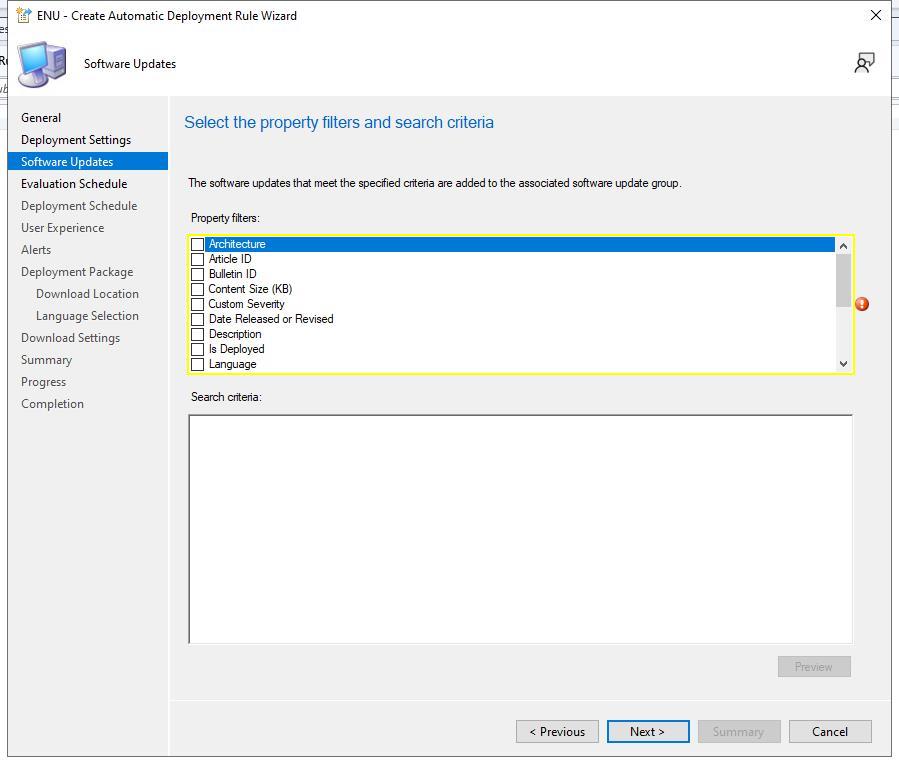 ENU - Create Automatic Deployment Rule Wizard
Software Updates
General
Deployment Settings
Software Updates
Evaluation Schedule
Deployment Schedule
User Experience
Alerts
Deployment Package
Download Location
Language Selection
Download Settings
Summary
Progress
Completion
Select the property filters and search criteria
The software updates that meet the specified criteria are added to the associated software update group.
Property filters:
Architecture
Article ID
Bulletin ID
Content Size (KB)
Custom Severity
Date Released or Revised
Description
Is Deployed
Language
Search criteria:
Preview
< Previous
Next >
Summary
Cancel